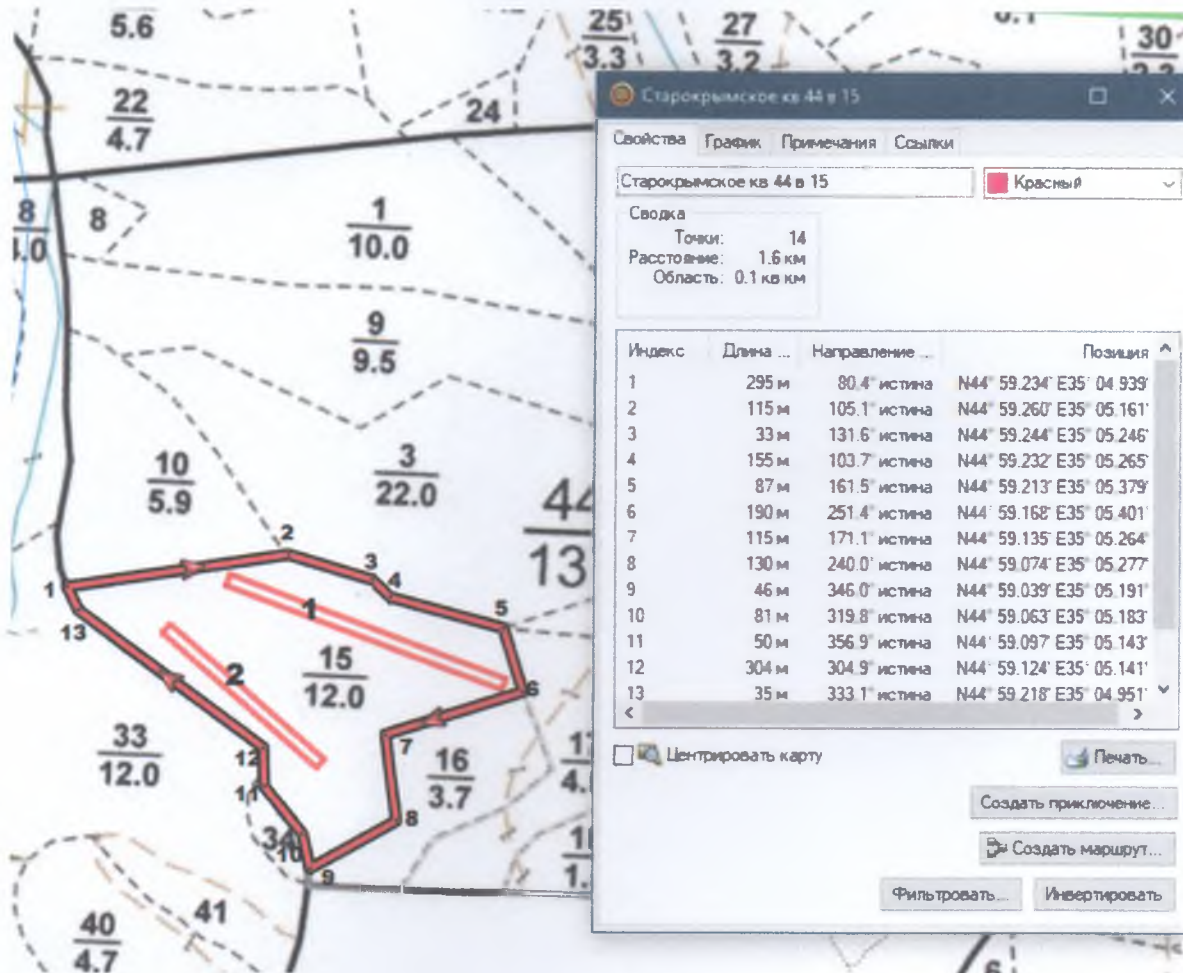 5.6
25
3.3
27
3.2
30
22
4.7
24
8
8
1
10.0
9
9.5
10
5.9
3
22.0
44
13
1
2
3
4
5
6
7
8
9
10
11
12
13
1
2
15
12.0
33
12.0
16
3.7
40
4.7
41
Старокрымское кв 44 в 15
Свойства График Примечания Ссылки
Старокрымское кв 44 в 15 Красный
Сводка
Точки: 14
Расстояние: 1.6 км
Область: 0.1 кв км
Индекс Длина ... Направление ... Позиция
1 295 м 80.4° истина N44° 59.234' E35° 04.939'
2 115 м 105.1° истина N44° 59.260' E35° 05.161'
3 33 м 131.6° истина N44° 59.244' E35° 05.246'
4 155 м 103.7° истина N44° 59.232' E35° 05.265'
5 87 м 161.5° истина N44° 59.213' E35° 05.379'
6 190 м 251.4° истина N44° 59.168' E35° 05.401'
7 115 м 171.1° истина N44° 59.135' E35° 05.264'
8 130 м 240.0° истина N44° 59.074' E35° 05.277'
9 46 м 346.0° истина N44° 59.039' E35° 05.191'
10 81 м 319.8° истина N44° 59.063' E35° 05.183'
11 50 м 356.9° истина N44° 59.097' E35° 05.143'
12 304 м 304.9° истина N44° 59.124' E35° 05.141'
13 35 м 333.1° истина N44° 59.218' E35° 04.951'
Центрировать карту
Печать...
Создать приключение...
Создать маршрут...
Фильтровать... Инвертировать